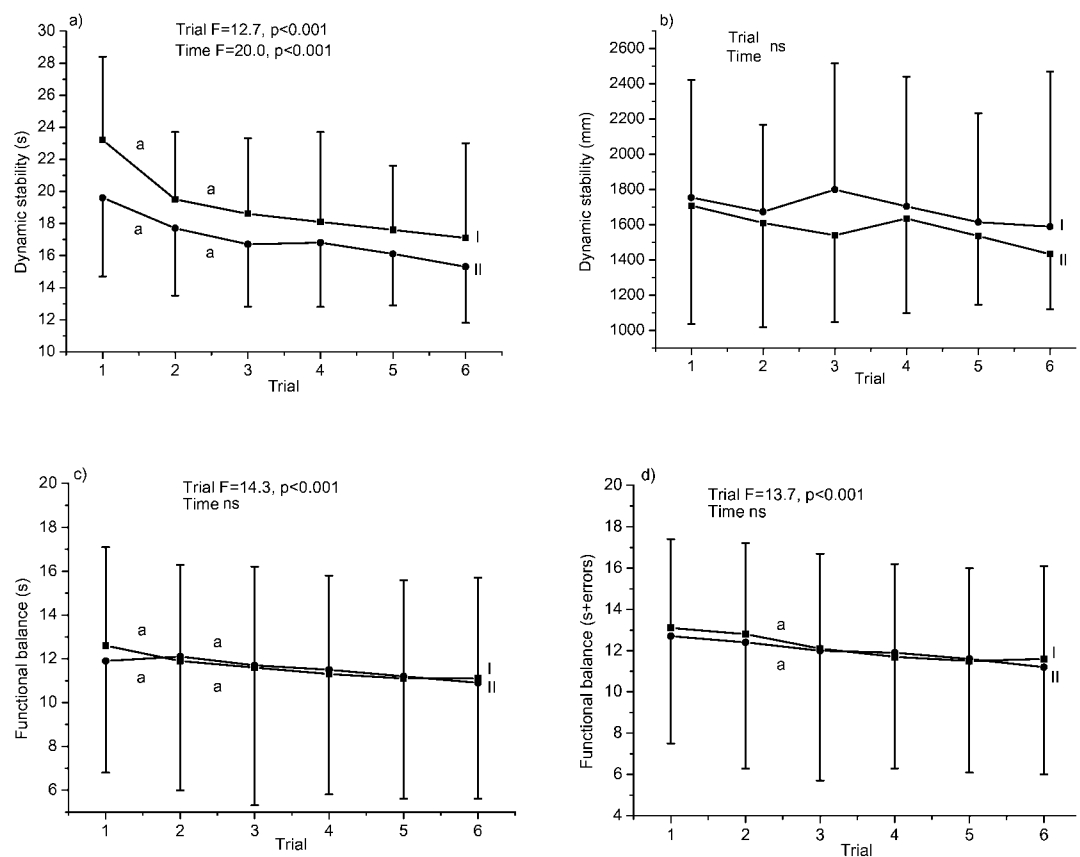 a)
Trial F=12.7, p<0.001
Time F=20.0, p<0.001
30
28
26
24
22
20
18
16
14
12
10
Dynamic stability (s)
a
a
a
a
I
II
1 2 3 4 5 6
Trial
b)
Trial
Time
ns
2600
2400
2200
2000
1800
1600
1400
1200
1000
Dynamic stability (mm)
I
II
1 2 3 4 5 6
Trial
c)
Trial F=14.3, p<0.001
Time ns
20
18
16
14
12
10
8
6
Functional balance (s)
a
a
a
a
I
II
1 2 3 4 5 6
Trial
d)
Trial F=13.7, p<0.001
Time ns
20
18
16
14
12
10
8
6
4
Functional balance (s+errors)
a
a
I
II
1 2 3 4 5 6
Trial